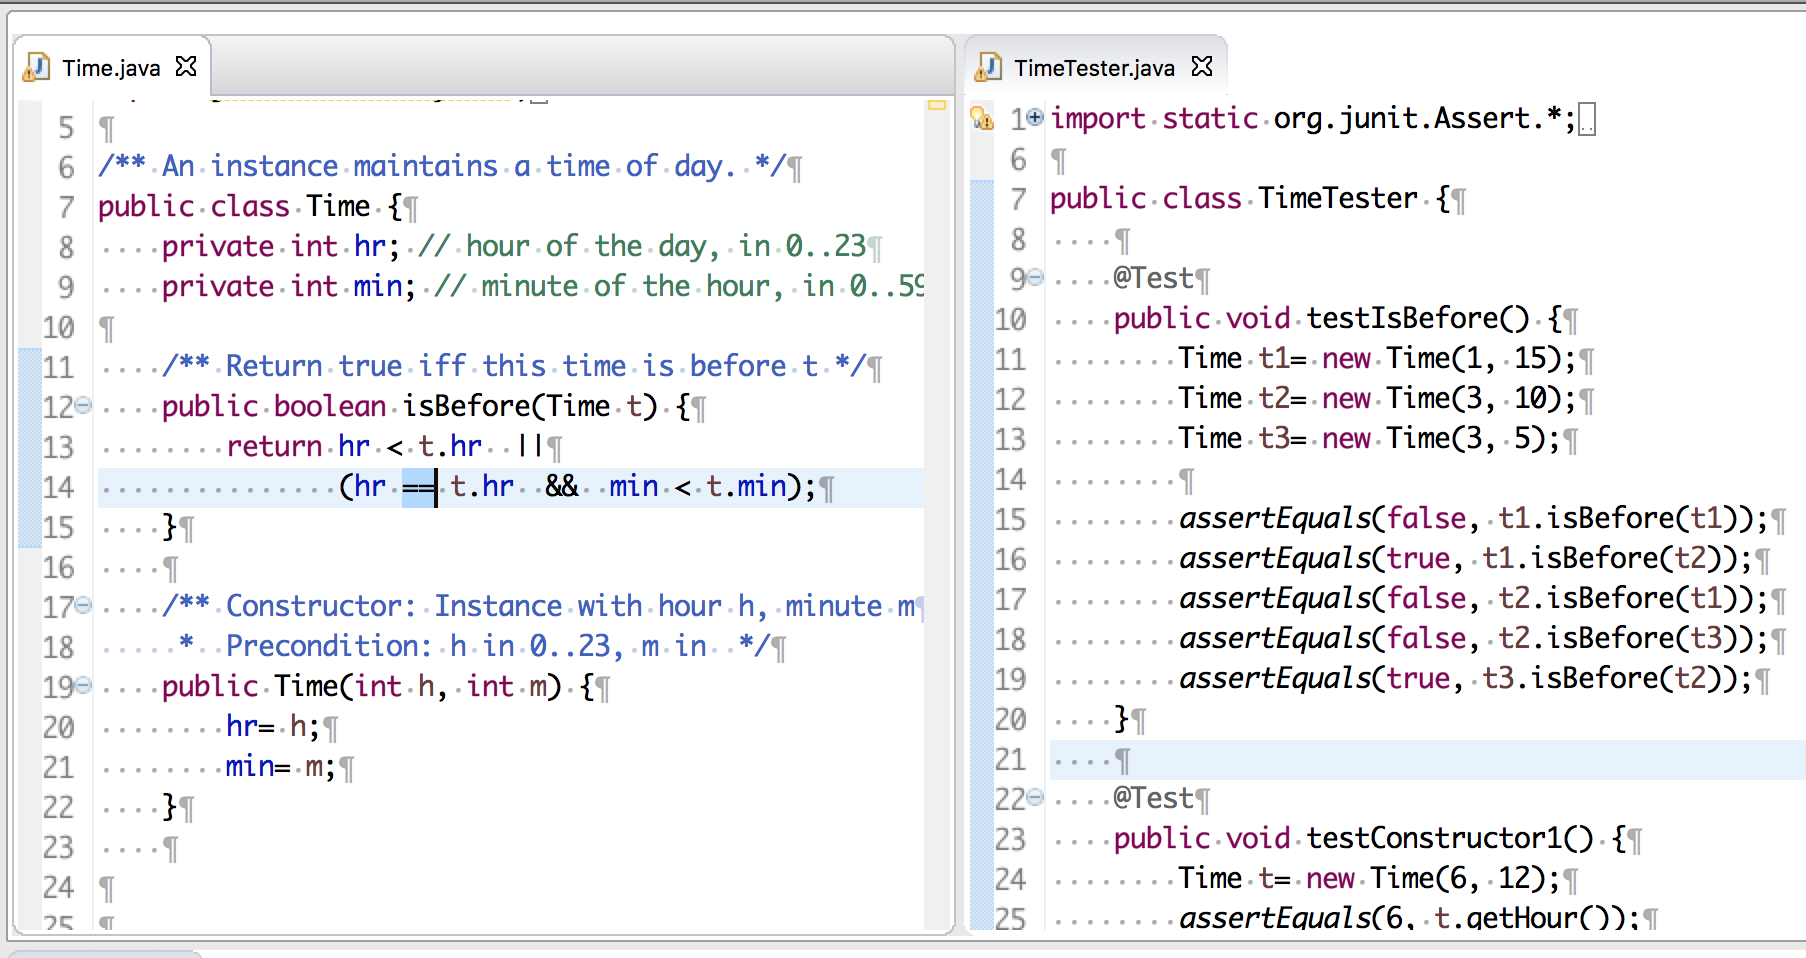 Time.java
5
6 /** An instance maintains a time of day. */
7 public class Time {
8     private int hr; // hour of the day, in 0..23
9     private int min; // minute of the hour, in 0..59
10
11     /** Return true iff this time is before t */
12     public boolean isBefore(Time t) {
13         return hr < t.hr  ||
14                (hr == t.hr  &&  min < t.min);
15     }
16
17     /** Constructor: Instance with hour h, minute m
18      *  Precondition: h in 0..23, m in  */
19     public Time(int h, int m) {
20         hr= h;
21         min= m;
22     }
23
24
25
TimeTester.java
1 import static org.junit.Assert.*;
6
7 public class TimeTester {
8
9     @Test
10     public void testIsBefore() {
11         Time t1= new Time(1, 15);
12         Time t2= new Time(3, 10);
13         Time t3= new Time(3, 5);
14
15         assertEquals(false, t1.isBefore(t1));
16         assertEquals(true, t1.isBefore(t2));
17         assertEquals(false, t2.isBefore(t1));
18         assertEquals(false, t2.isBefore(t3));
19         assertEquals(true, t3.isBefore(t2));
20     }
21
22     @Test
23     public void testConstructor1() {
24         Time t= new Time(6, 12);
25         assertEquals(6, t.getHour());